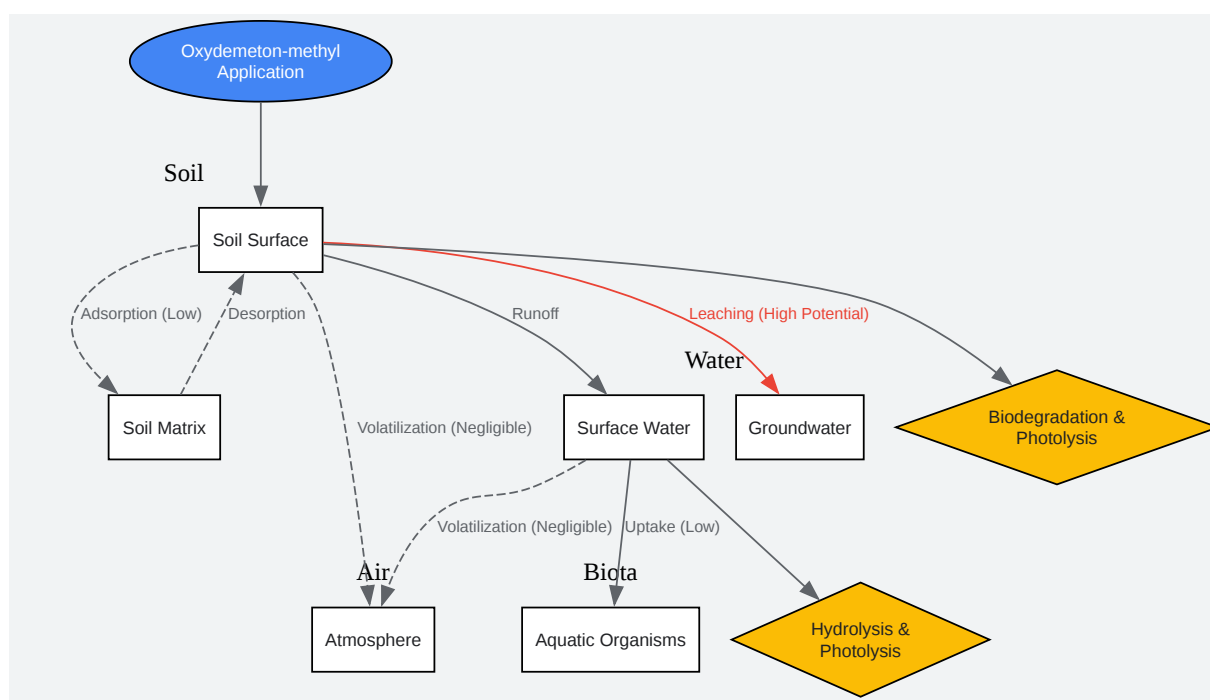 Oxydemeton-methyl
Application
Soil
Soil Surface
Adsorption (Low)
Desorption
Runoff
Leaching (High Potential)
Water
Soil Matrix
Volatilization (Negligible)
Surface Water
Groundwater
Biodegradation &
Photolysis
Volatilization (Negligible)
Uptake (Low)
Air
Biota
Atmosphere
Aquatic Organisms
Hydrolysis &
Photolysis